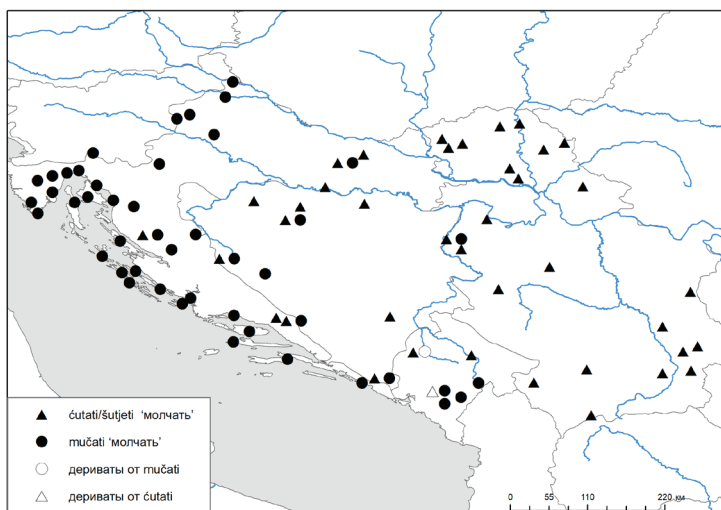 ćutati/šutjeti ‘молчать’
mučati ‘молчать’
дериваты от mučati
дериваты от ćutati
0 55 110 220 км